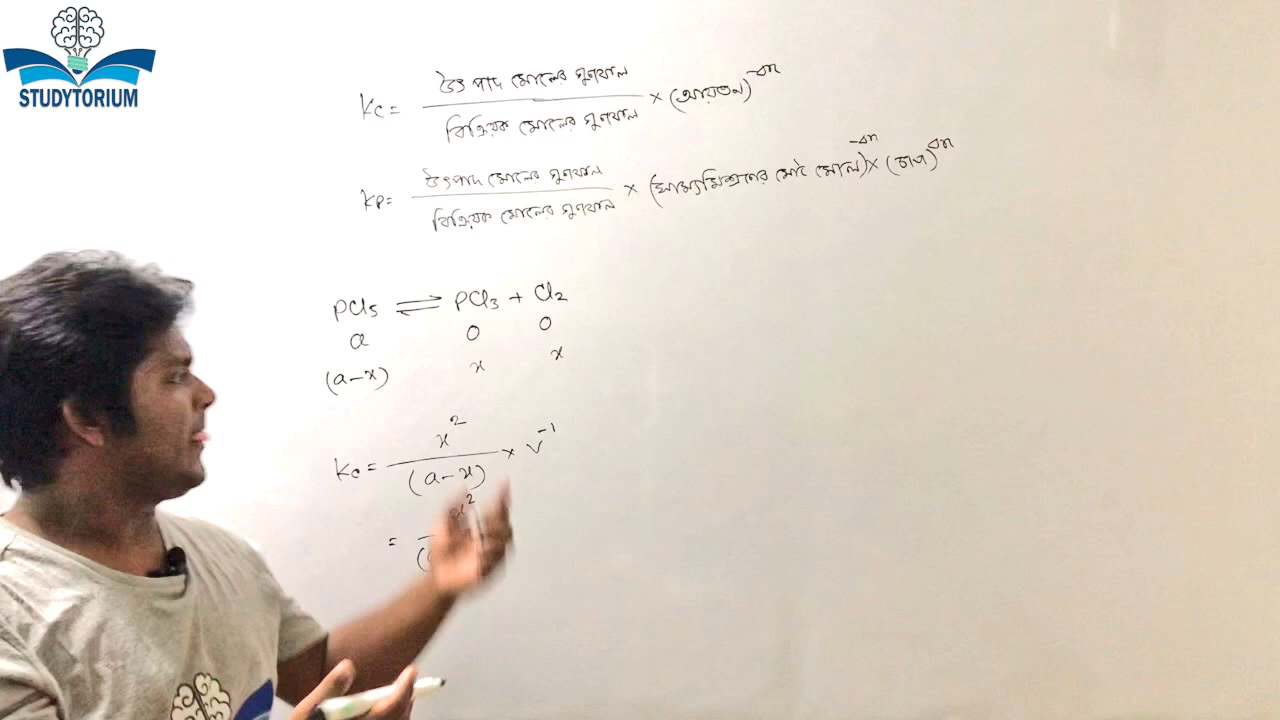 STUDYTORIUM
উৎপাদ মোলের গুণফল
Kc = ──────── × (আয়তন)^-Δn
বিক্রিয়ক মোলের গুণফল
উৎপাদ মোলের গুণফল
KP = ──────── × (সাম্যমিশ্রণের মোট মোল)^-Δn × (চাপ)^Δn
বিক্রিয়ক মোলের গুণফল
PCl5 ⇌ PCl3 + Cl2
a 0 0
(a-x) x x
x^2
Kc = ──── × V^-1
(a-x)
x^2
= ────
(